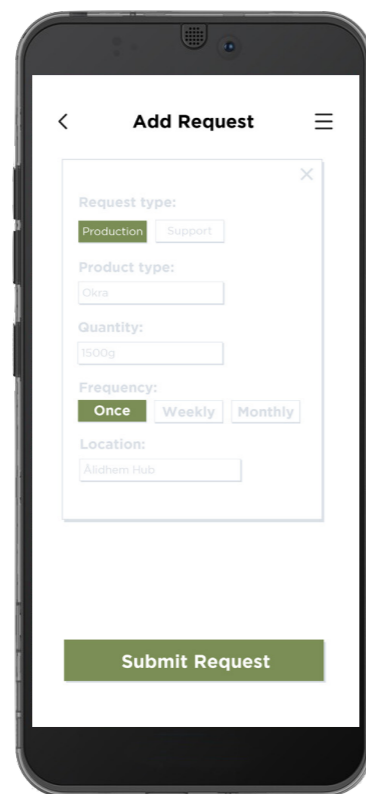 Add Request
Request type:
Production Support
Product type:
Okra
Quantity:
1500g
Frequency:
Once Weekly Monthly
Location:
Ålidhem Hub
Submit Request